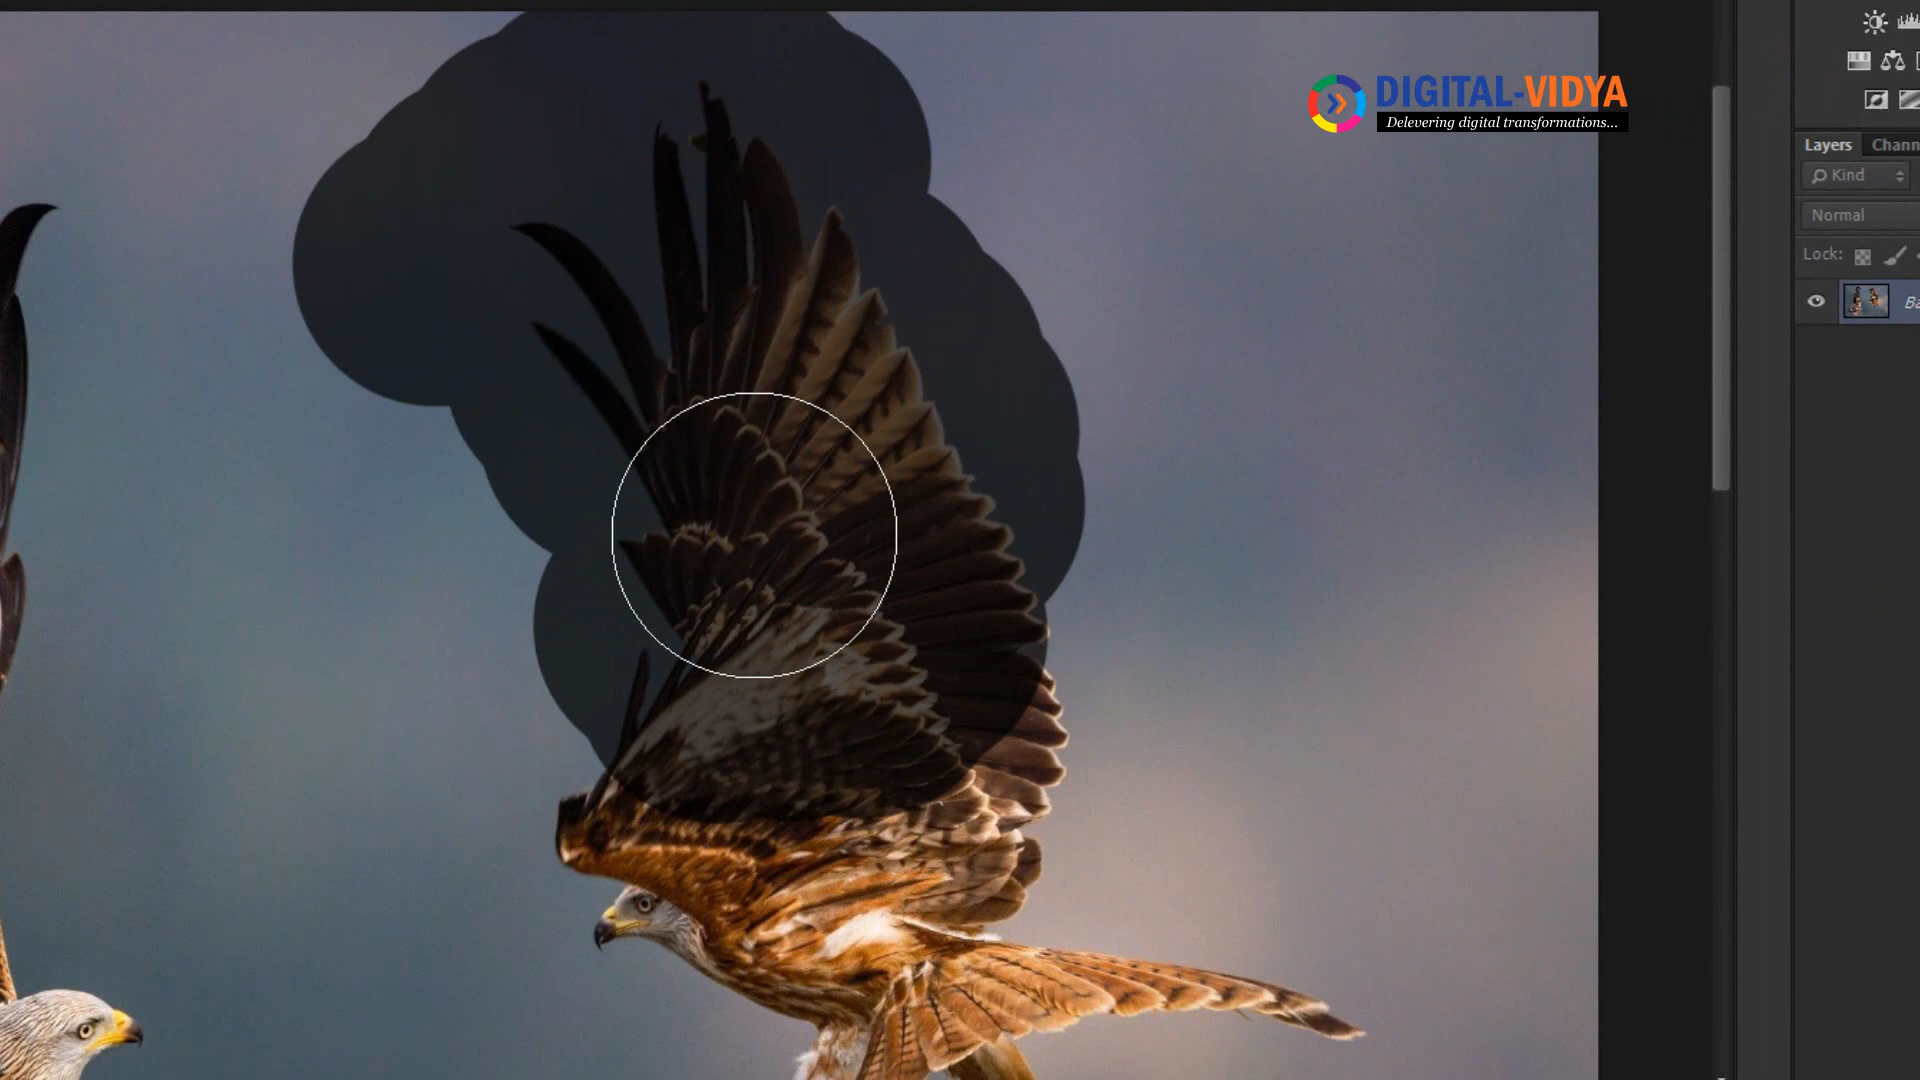 DIGITAL-VIDYA
Delevering digital transformations...
Layers
Chann
Kind
Normal
Lock:
Ba